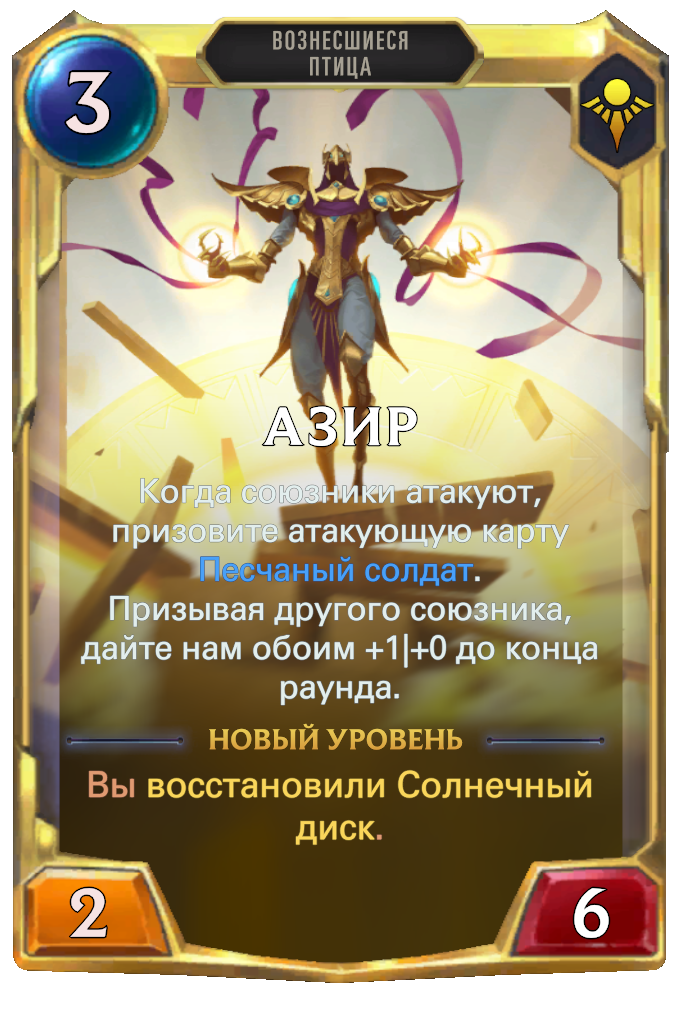 ВОЗНЕСШИЕСЯ
ПТИЦА
3
АЗИР
Когда союзники атакуют,
призовите атакующую карту
Песчаный солдат.
Призывая другого союзника,
дайте нам обоим +1|+0 до конца
раунда.
НОВЫЙ УРОВЕНЬ
Вы восстановили Солнечный
диск.
2
6